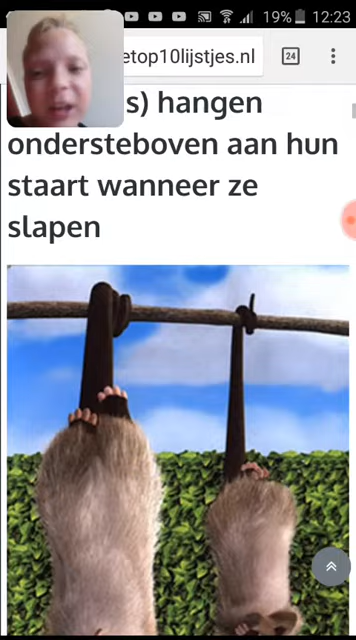 19% 12:23
etop10lijstjes.nl 24
s) hangen
ondersteboven aan hun
staart wanneer ze
slapen